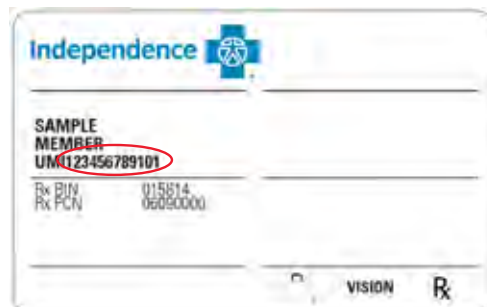 Independence
SAMPLE
MEMBER
UMI123456789101
Rx BIN 015814
Rx PCN 06090000
VISION Rx